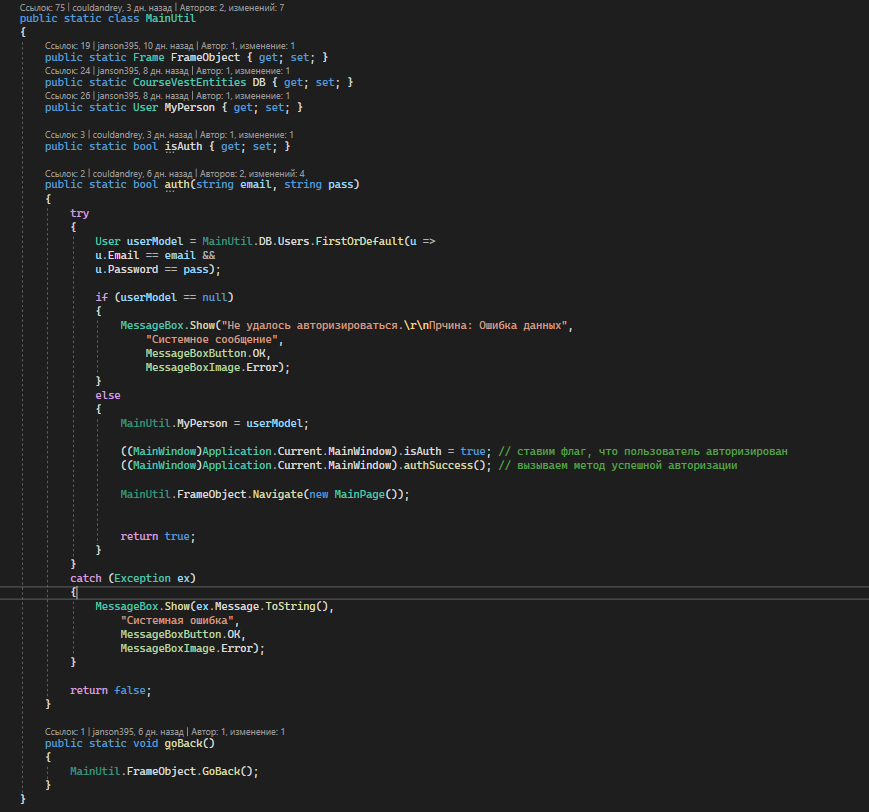 Ссылок: 75 | couldandrey, 3 дн. назад | Авторов: 2, изменений: 7
public static class MainUtil
{
Ссылок: 19 | janson395, 10 дн. назад | Автор: 1, изменение: 1
public static Frame FrameObject { get; set; }
Ссылок: 24 | janson395, 8 дн. назад | Автор: 1, изменение: 1
public static CourseVestEntities DB { get; set; }
Ссылок: 26 | janson395, 8 дн. назад | Автор: 1, изменение: 1
public static User MyPerson { get; set; }
Ссылок: 3 | couldandrey, 3 дн. назад | Автор: 1, изменение: 1
public static bool isAuth { get; set; }
Ссылок: 2 | couldandrey, 6 дн. назад | Авторов: 2, изменений: 4
public static bool auth(string email, string pass)
{
try
{
User userModel = MainUtil.DB.Users.FirstOrDefault(u =>
u.Email == email &&
u.Password == pass);
if (userModel == null)
{
MessageBox.Show("Не удалось авторизироваться.\r\nПрчина: Ошибка данных",
"Системное сообщение",
MessageBoxButton.OK,
MessageBoxImage.Error);
}
else
{
MainUtil.MyPerson = userModel;
((MainWindow)Application.Current.MainWindow).isAuth = true; // ставим флаг, что пользователь авторизирован
((MainWindow)Application.Current.MainWindow).authSuccess(); // вызываем метод успешной авторизации
MainUtil.FrameObject.Navigate(new MainPage());
return true;
}
}
catch (Exception ex)
{
MessageBox.Show(ex.Message.ToString(),
"Системная ошибка",
MessageBoxButton.OK,
MessageBoxImage.Error);
}
return false;
}
Ссылок: 1 | janson395, 6 дн. назад | Автор: 1, изменение: 1
public static void goBack()
{
MainUtil.FrameObject.GoBack();
}
}